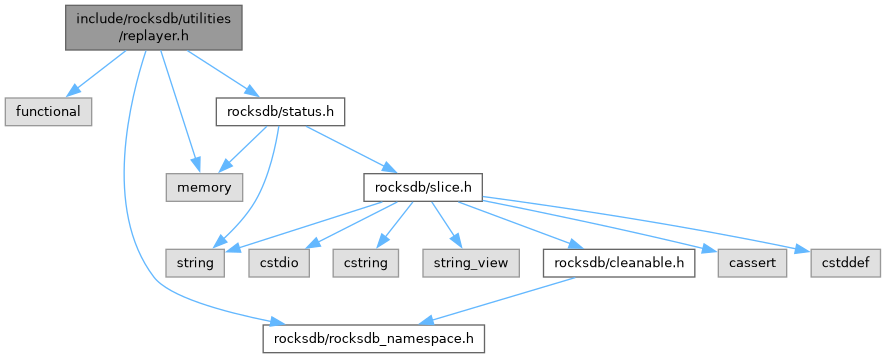 include/rocksdb/utilities
/replayer.h
functional
rocksdb/status.h
memory
rocksdb/slice.h
string
cstdio
cstring
string_view
rocksdb/cleanable.h
cassert
cstddef
rocksdb/rocksdb_namespace.h